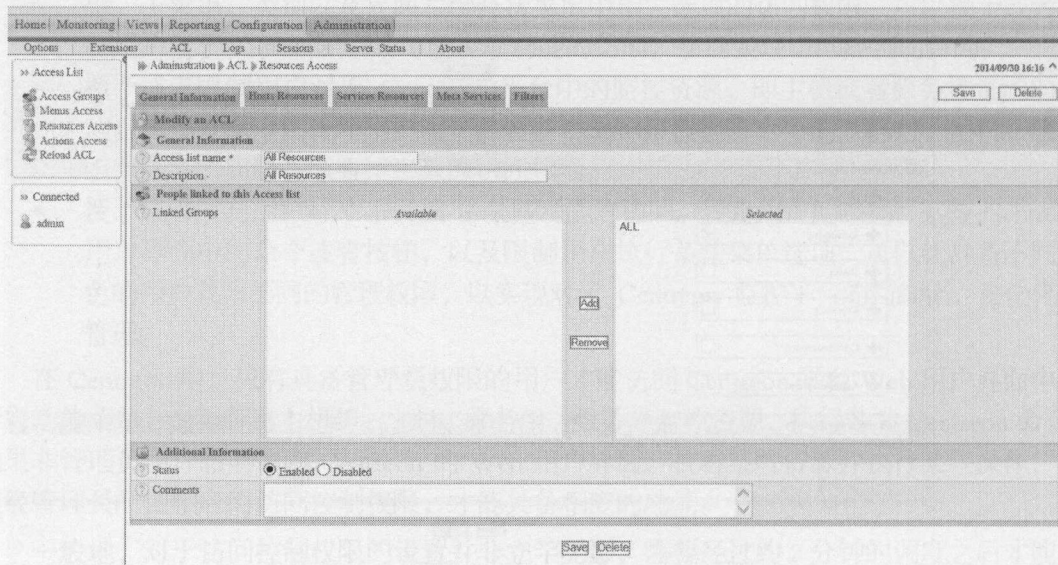 Home | Monitoring | Views | Reporting | Configuration | Administration
Options | Extensions | ACL | Logs | Sessions | Server Status | About
Administration ACL Resources Access
2014/09/30 16:16
Access List
Access Groups
Menus Access
Resources Access
Actions Access
Reload ACL
Connected
admin
General Information Hosts Resources Services Resources Meta Services Filters
Save Delete
Modify an ACL
General Information
Access list name * All Resources
Description - All Resources
People linked to this Access list
Linked Groups
Available
Selected
ALL
Add
Remove
Additional Information
Status Enabled Disabled
Comments
Save Delete